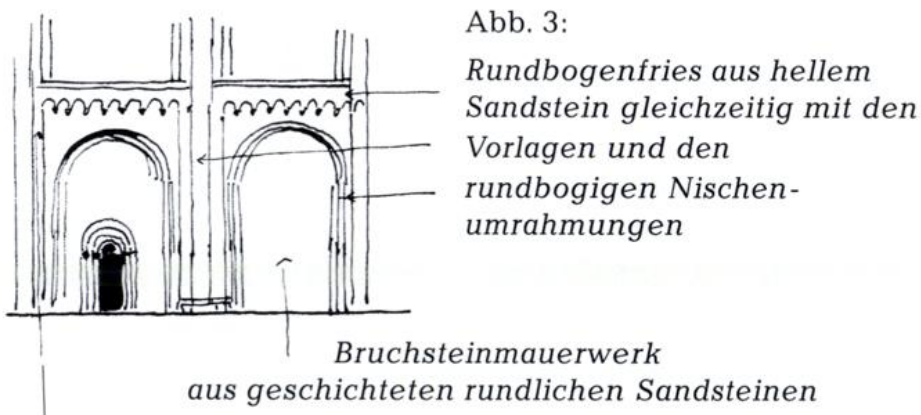 Abb. 3:
Rundbogenfries aus hellem
Sandstein gleichzeitig mit den
Vorlagen und den
rundbogigen Nischen-
umrahmungen
Bruchsteinmauerwerk
aus geschichteten rundlichen Sandsteinen